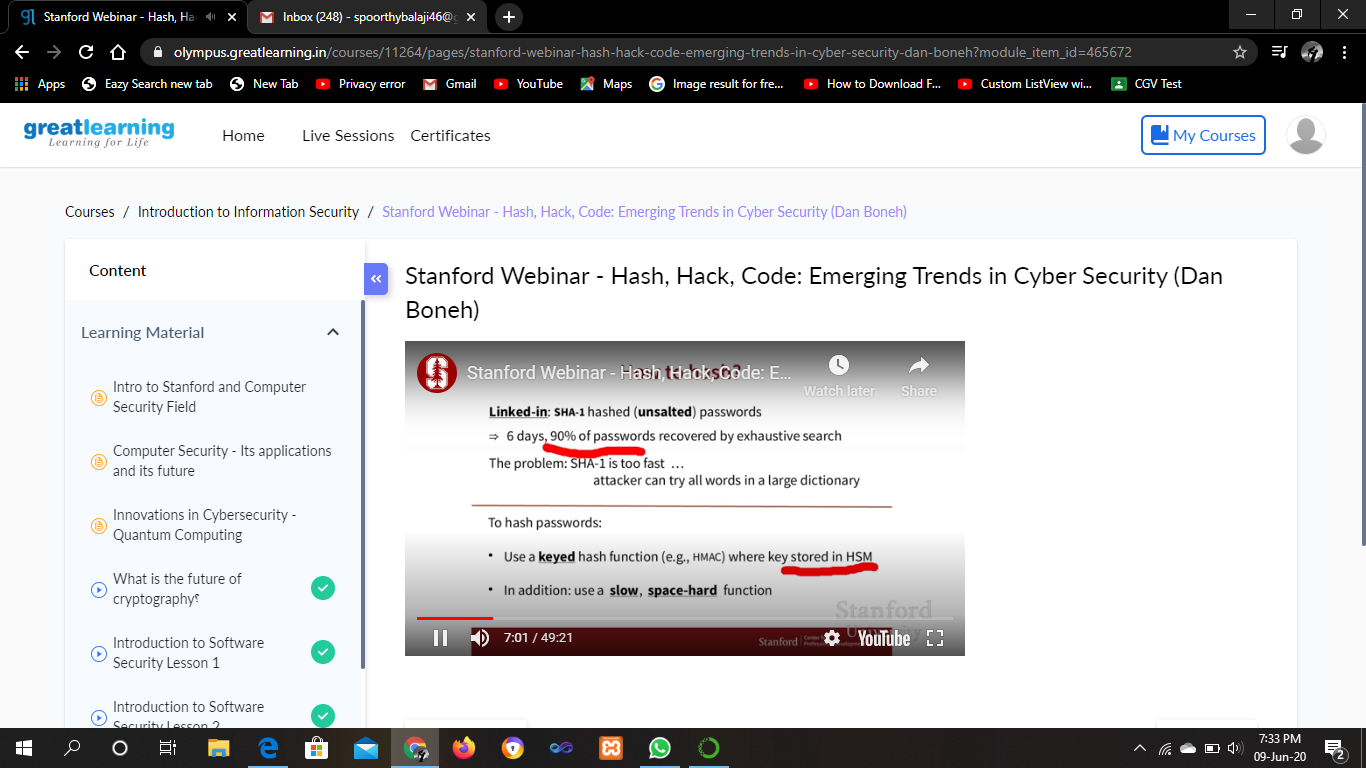 Stanford Webinar - Hash, Ha
Inbox (248) - spoorthybalaji46@g
olympus.greatlearning.in/courses/11264/pages/stanford-webinar-hash-hack-code-emerging-trends-in-cyber-security-dan-boneh?module_item_id=465672
Apps Eazy Search new tab New Tab Privacy error Gmail YouTube Maps Image result for fre... How to Download F... Custom ListView wi... CGV Test
greatlearning
Learning for Life
Home Live Sessions Certificates My Courses
Courses / Introduction to Information Security / Stanford Webinar - Hash, Hack, Code: Emerging Trends in Cyber Security (Dan Boneh)
Content
Learning Material
Intro to Stanford and Computer
Security Field
Computer Security - Its applications
and its future
Innovations in Cybersecurity -
Quantum Computing
What is the future of
cryptography?
Introduction to Software
Security Lesson 1
Introduction to Software
Security Lesson 2
Stanford Webinar - Hash, Hack, Code: Emerging Trends in Cyber Security (Dan
Boneh)
Stanford Webinar - Hash, Hack, Code: E...
Watch later Share
Linked-in: SHA-1 hashed (unsalted) passwords
⇒ 6 days, 90% of passwords recovered by exhaustive search
The problem: SHA-1 is too fast ...
attacker can try all words in a large dictionary
To hash passwords:
• Use a keyed hash function (e.g., HMAC) where key stored in HSM
• In addition: use a slow, space-hard function
Stanford
7:01 / 49:21
Stanford
YouTube
7:33 PM
09-Jun-20
2